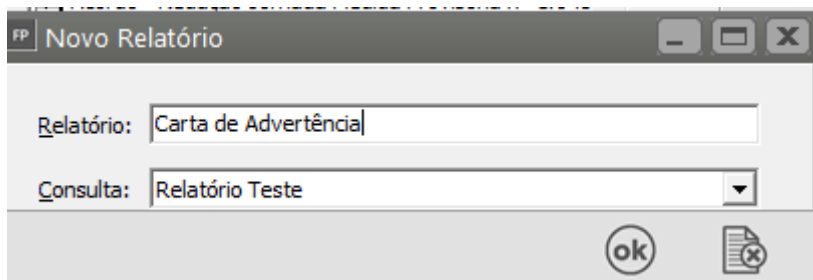 FP Novo Relatório
Relatório: Carta de Advertência
Consulta: Relatório Teste
ok